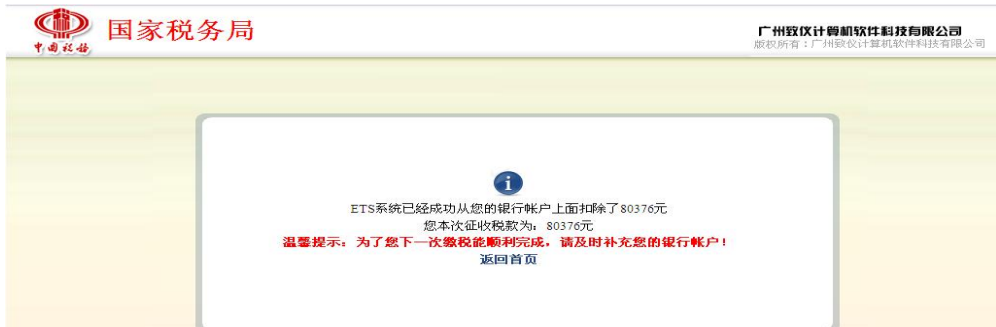 中国税务
国家税务局
广州致仪计算机软件科技有限公司
版权所有：广州致仪计算机软件科技有限公司
ETS系统已经成功从您的银行帐户上面扣除了80376元
您本次征收税款为：80376元
温馨提示：为了您下一次缴税能顺利完成，请及时补充您的银行帐户！
返回首页